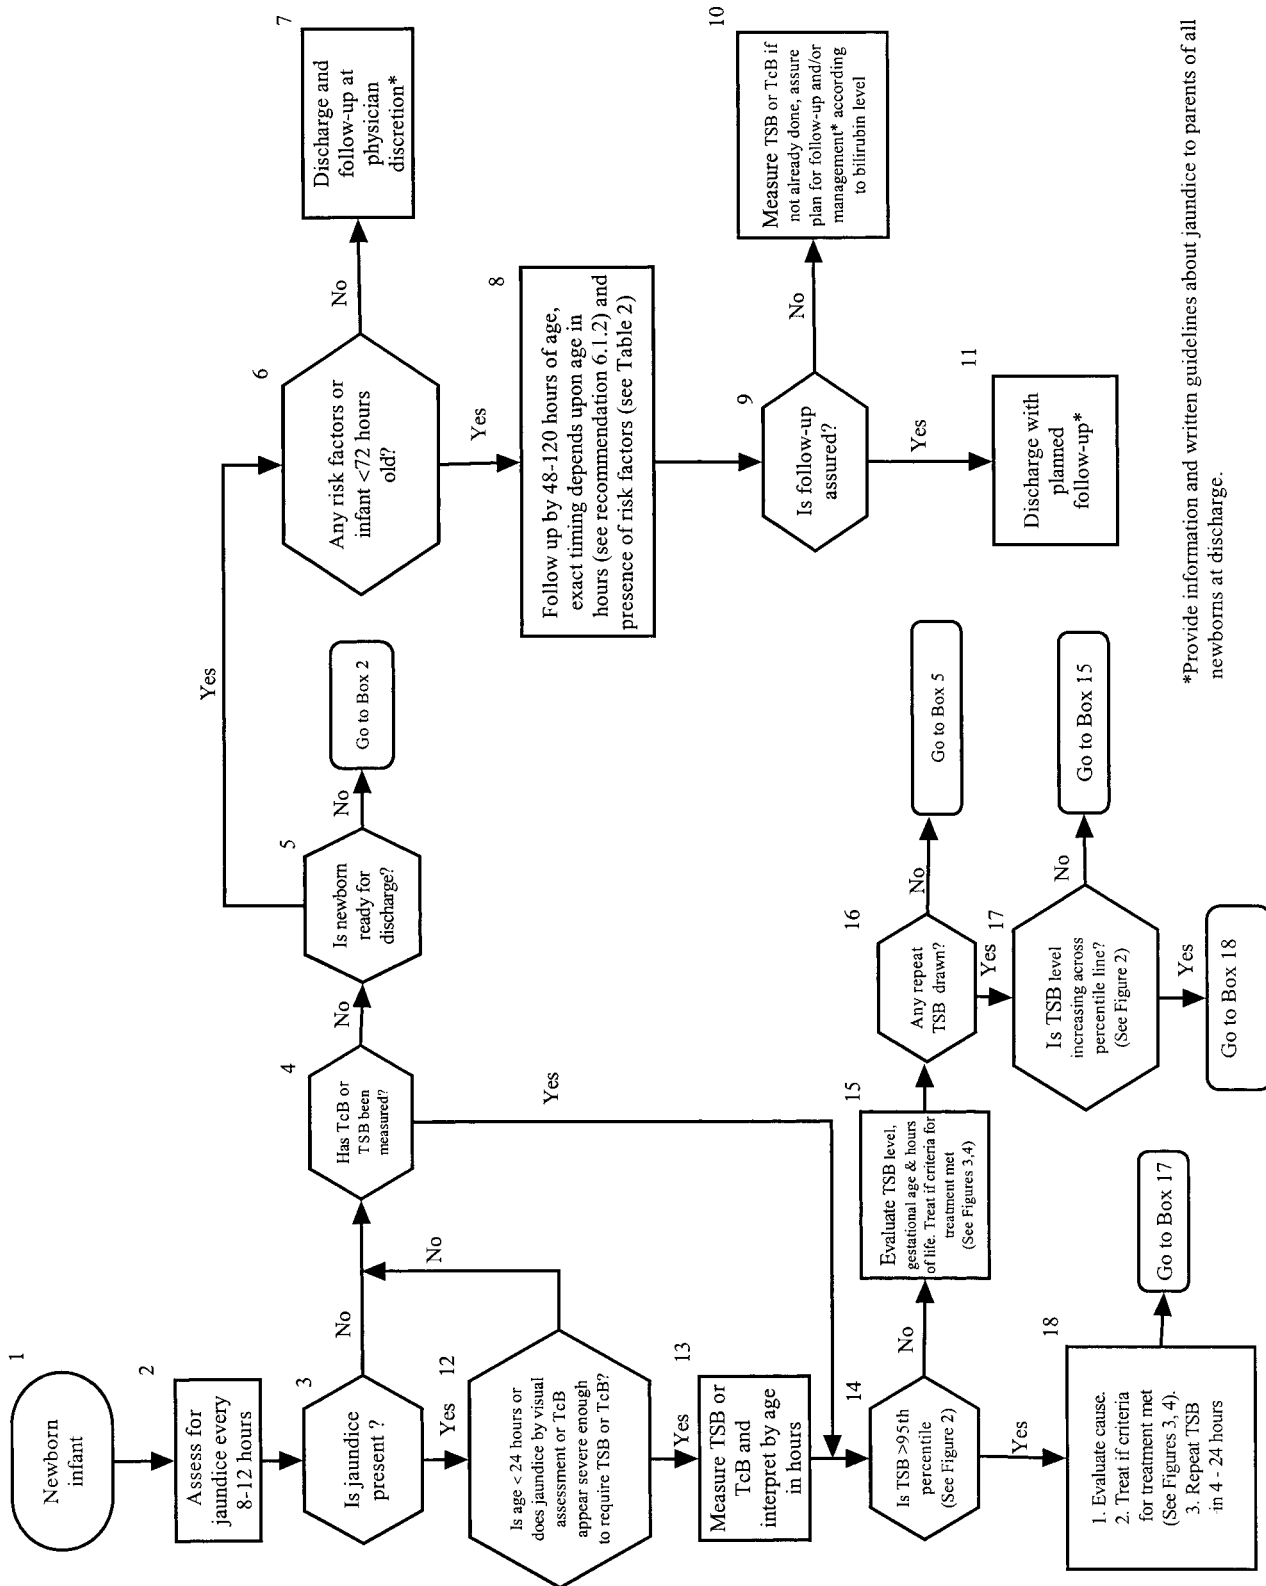 1
Newborn
infant
2
Assess for
jaundice every
8-12 hours
3
Is jaundice
present ?
No
Yes
4
Has TcB or
TSB been
measured?
No
Yes
5
Is newborn
ready for
discharge?
No
Go to Box 2
Yes
6
Any risk factors or
infant <72 hours
old?
No
7
Discharge and
follow-up at
physician
discretion*
Yes
8
Follow up by 48-120 hours of age,
exact timing depends upon age in
hours (see recommendation 6.1.2) and
presence of risk factors (see Table 2)
9
Is follow-up
assured?
No
10
Measure TSB or TcB if
not already done, assure
plan for follow-up and/or
management* according
to bilirubin level
Yes
11
Discharge with
planned
follow-up*
12
Is age < 24 hours or
does jaundice by visual
assessment or TcB
appear severe enough
to require TSB or TcB?
No
Yes
13
Measure TSB or
TcB and
interpret by age
in hours
14
Is TSB >95th
percentile
(See Figure 2)
No
15
Evaluate TSB level,
gestational age & hours
of life. Treat if criteria for
treatment met
(See Figures 3,4)
16
Any repeat
TSB drawn?
No
Go to Box 5
Yes
17
Is TSB level
increasing across
percentile line?
(See Figure 2)
No
Go to Box 15
Yes
Go to Box 18
Yes
18
1. Evaluate cause.
2. Treat if criteria
for treatment met
(See Figures 3, 4).
3. Repeat TSB
in 4 - 24 hours
Go to Box 17
*Provide information and written guidelines about jaundice to parents of all
newborns at discharge.